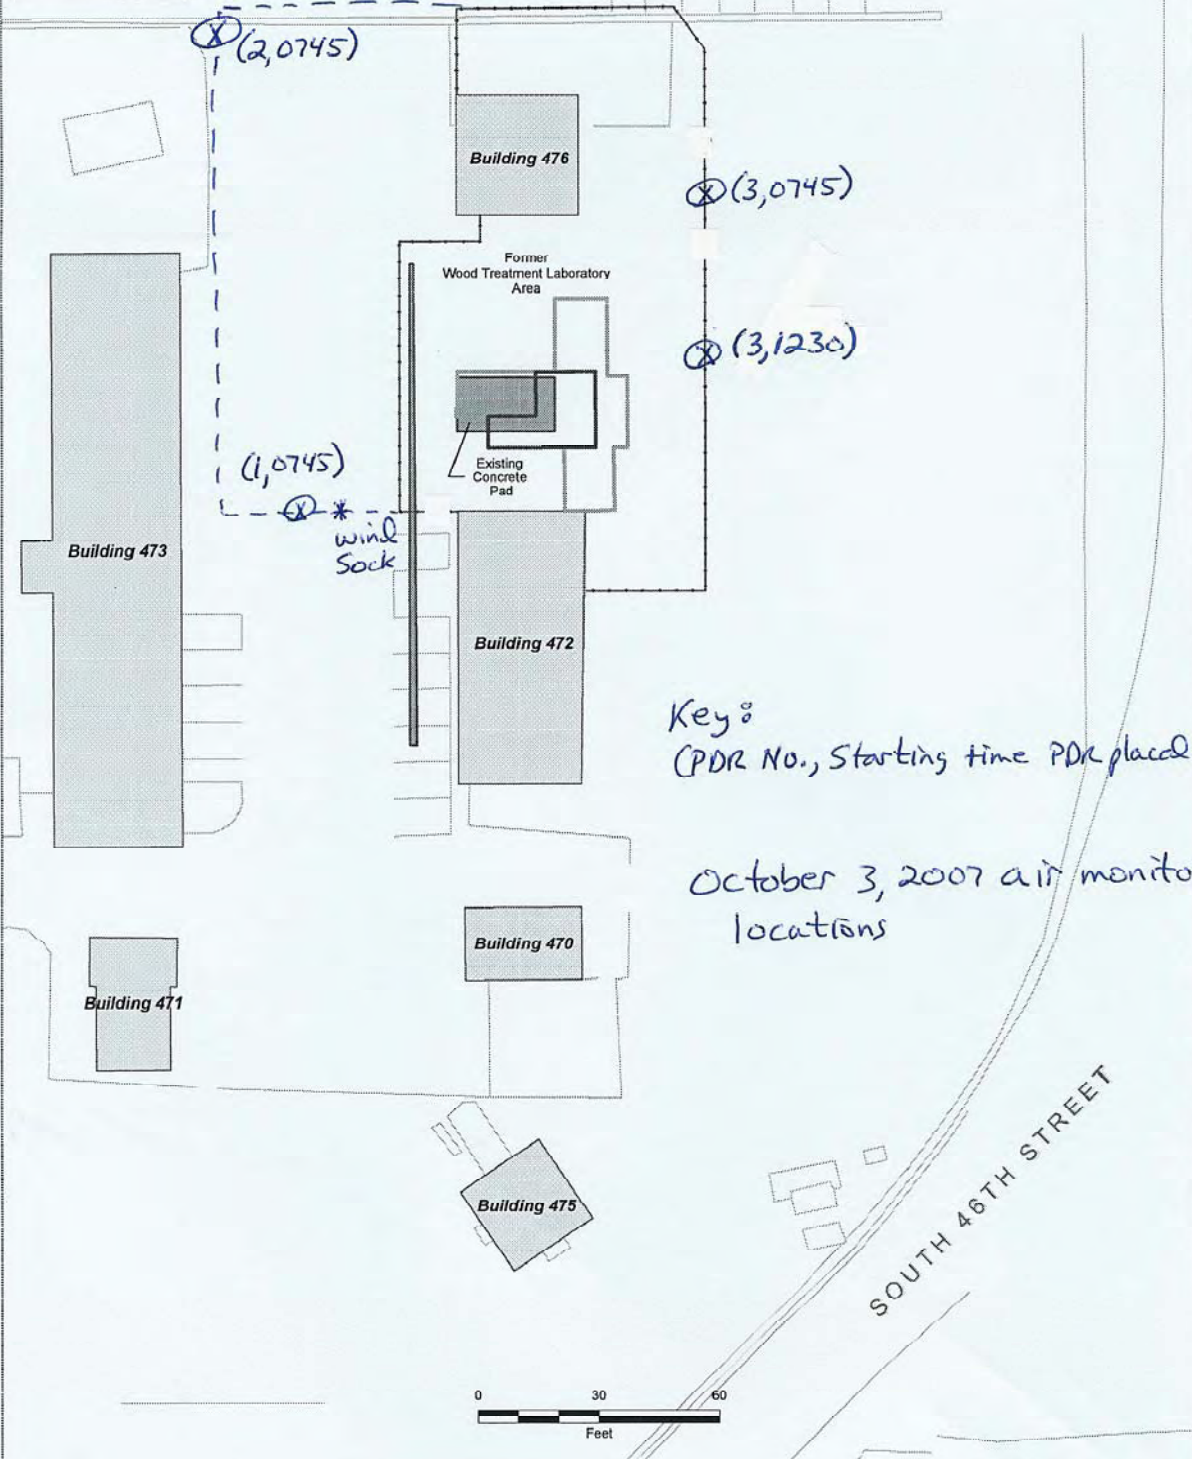 (2,0745)
Building 476
(3,0745)
Former
Wood Treatment Laboratory
Area
(3,1230)
(1,0745)
Existing
Concrete
Pad
wind
Sock
Building 473
Building 472
Key:
(PDR No., Starting time PDR placed
October 3, 2007 air monito
locations
Building 470
Building 471
Building 475
SOUTH 46TH STREET
0 30 60
Feet